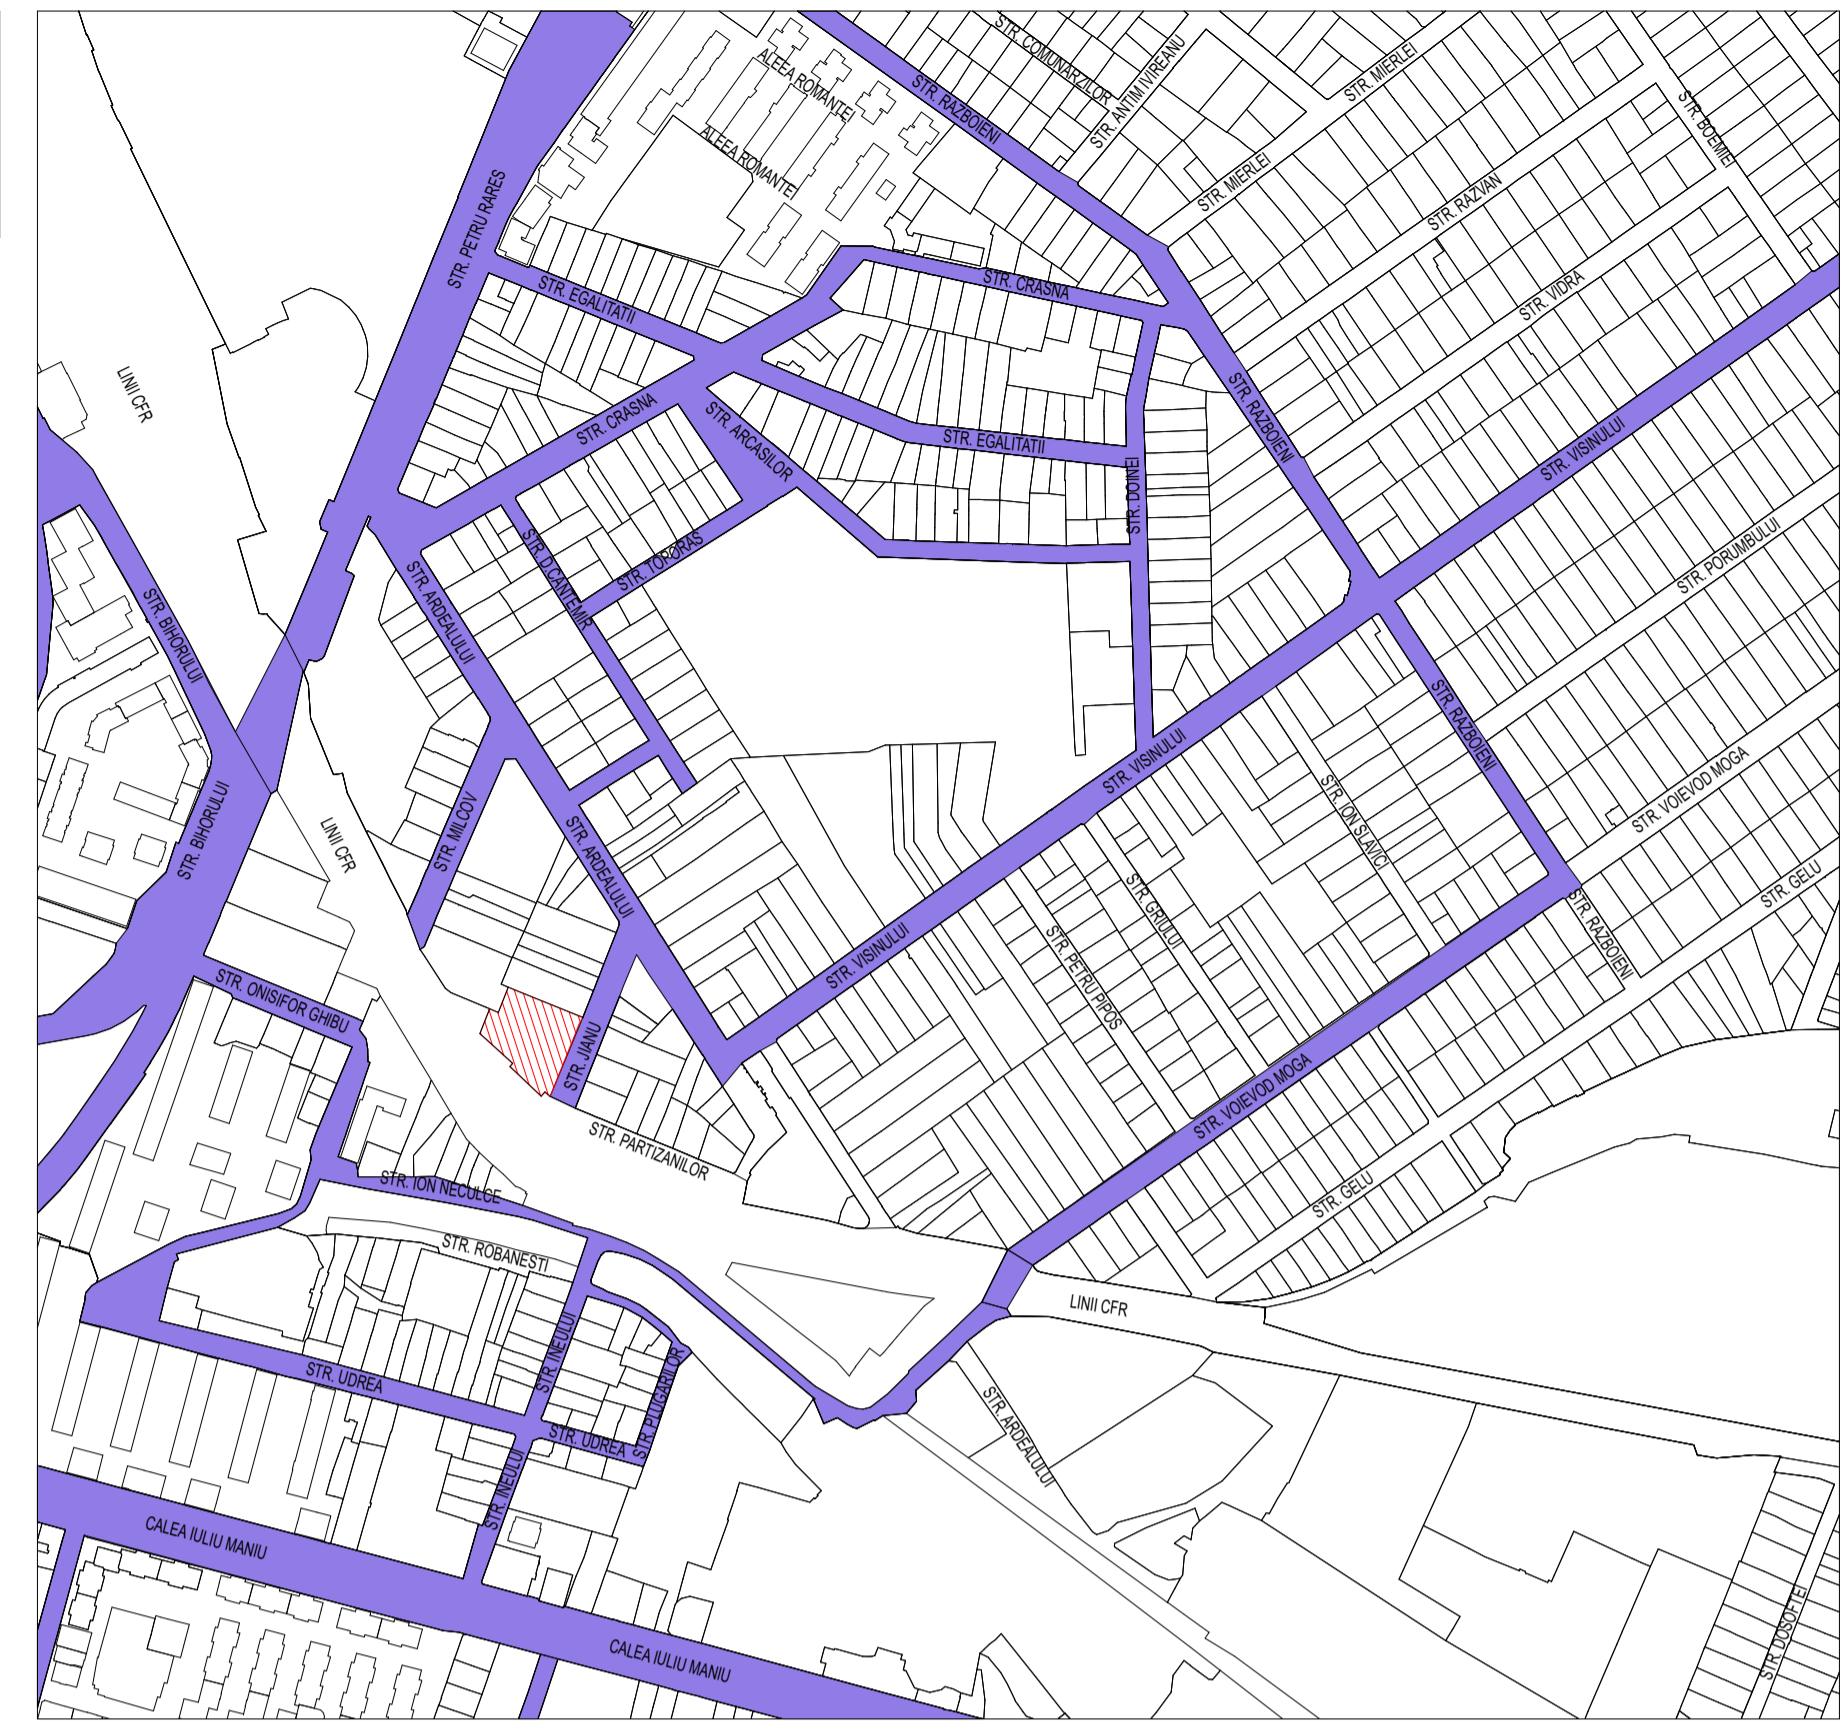 STR. COMUNARZILOR
STR. ANTIM IVIREANU
STR. MIERLEI
ALEEA ROMANTEI
STR. RAZBOIENI
STR. BOEMIEI
ALEEA ROMANTEI
STR. MIERLEI
STR. RAZVAN
STR. PETRU RARES
STR. EGALITATII
STR. CRASNA
STR. VIDRA
LINII CFR
STR. CRASNA
STR. ARCASILOR
STR. EGALITATII
STR. RAZBOIENI
STR. VISINULUI
STR. DOINEI
STR. PORUMBULUI
STR. D.CANTEMIR
STR. TOPORAS
STR. ARDEALULUI
STR. BIHORULUI
STR. RAZBOIENI
STR. VISINULUI
STR. VOIEVOD MOGA
STR. ION SLAVICI
STR. BIHORULUI
LINII CFR
STR. MILCOV
STR. ARDEALULUI
STR. GELU
STR. GRIULUI
STR. RAZBOIENI
STR. VISINULUI
STR. PETRU PIPOS
STR. ONISIFOR GHIBU
STR. JIANU
STR. VOIEVOD MOGA
STR. PARTIZANILOR
STR. ION NECULCE
STR. GELU
STR. ROBANESTI
LINII CFR
STR. INEULUI
STR. UDREA
STR. PLUGARILOR
STR. ARDEALULUI
STR. UDREA
STR. INEULUI
CALEA IULIU MANIU
STR. DOSOFTEI
CALEA IULIU MANIU